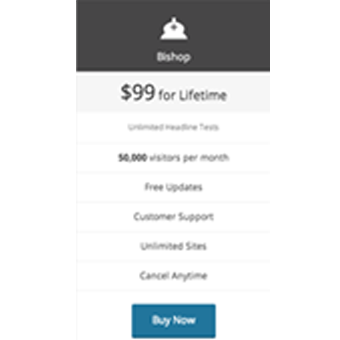 Bishop
$99 for Lifetime
Unlimited Headline Tests
50,000 visitors per month
Free Updates
Customer Support
Unlimited Sites
Cancel Anytime
Buy Now